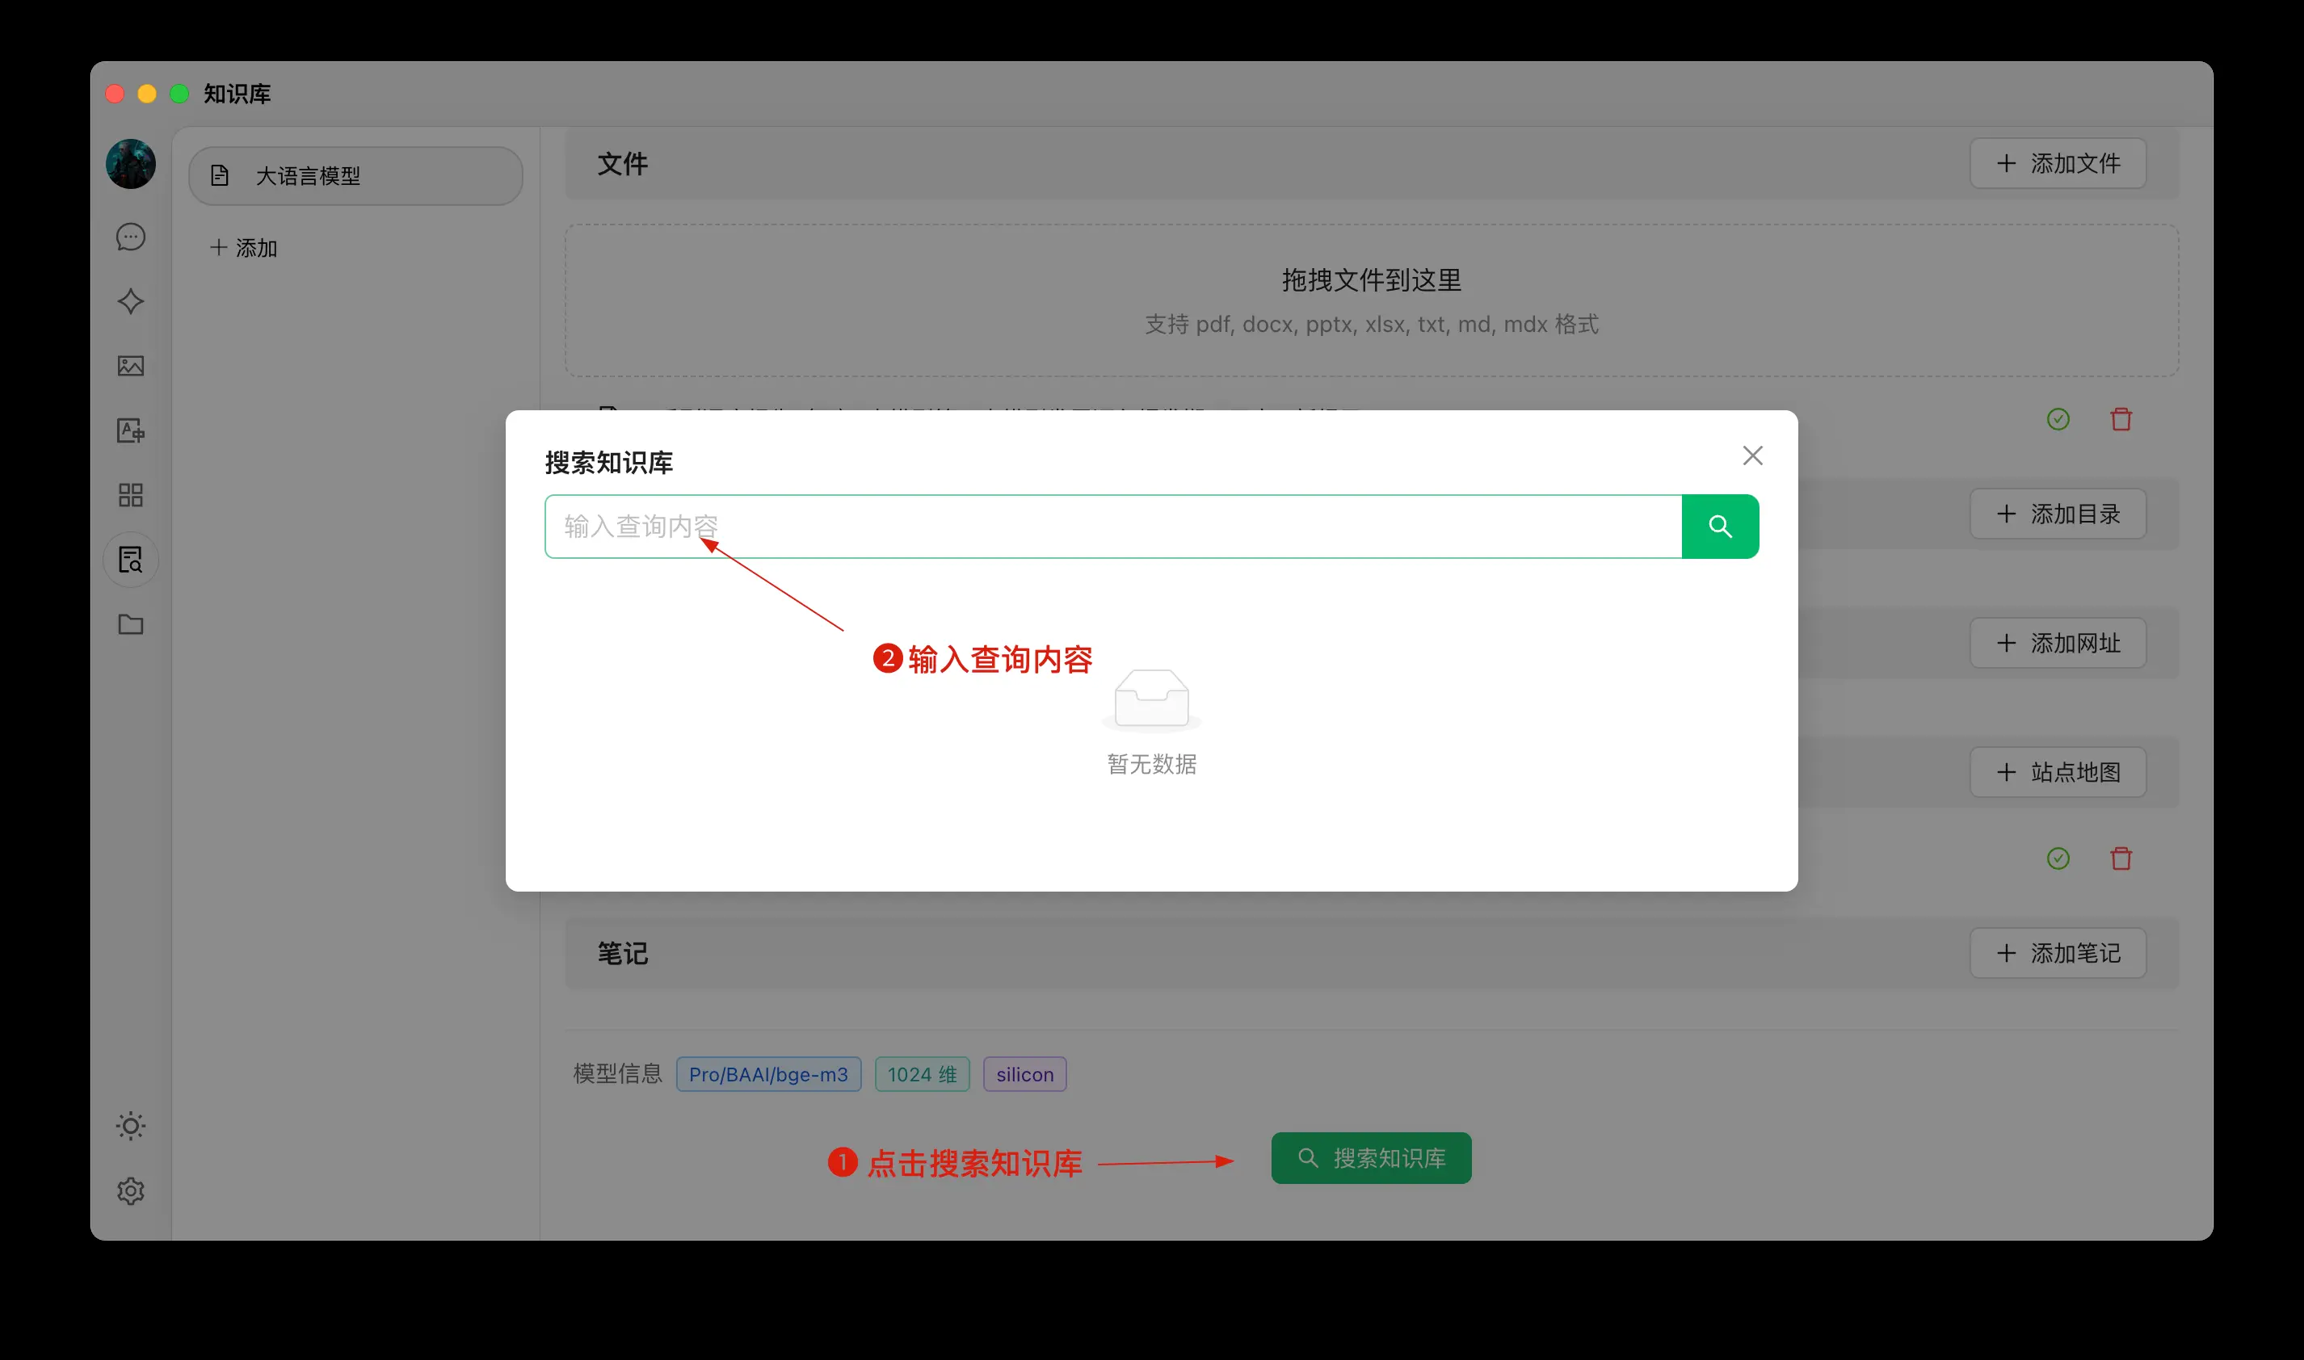 知识库
大语言模型
+ 添加
文件
+ 添加文件
拖拽文件到这里
支持 pdf, docx, pptx, xlsx, txt, md, mdx 格式
搜索知识库
输入查询内容
❷输入查询内容
暂无数据
+ 添加目录
+ 添加网址
+ 站点地图
笔记
+ 添加笔记
模型信息 Pro/BAAI/bge-m3 1024 维 silicon
❶ 点击搜索知识库
搜索知识库